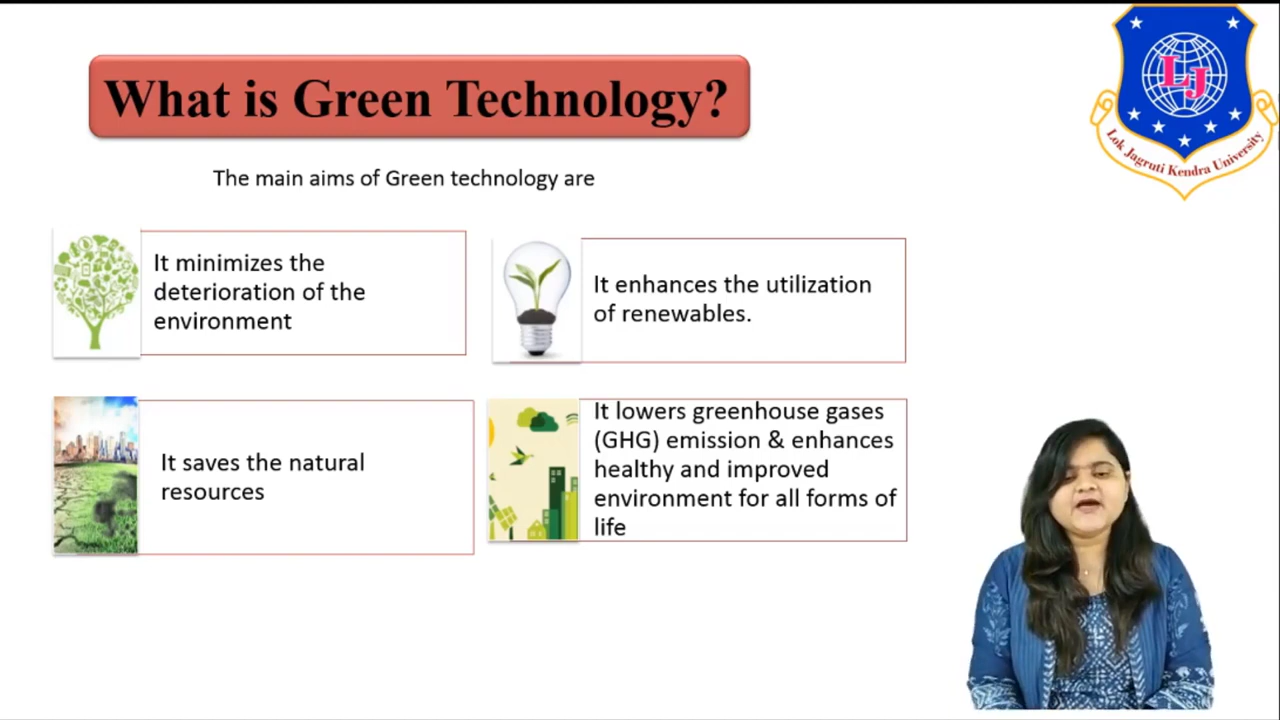 What is Green Technology?
LJ
Lok Jagruti Kendra University
The main aims of Green technology are
It minimizes the
deterioration of the
environment
It enhances the utilization
of renewables.
It saves the natural
resources
It lowers greenhouse gases
(GHG) emission & enhances
healthy and improved
environment for all forms of
life